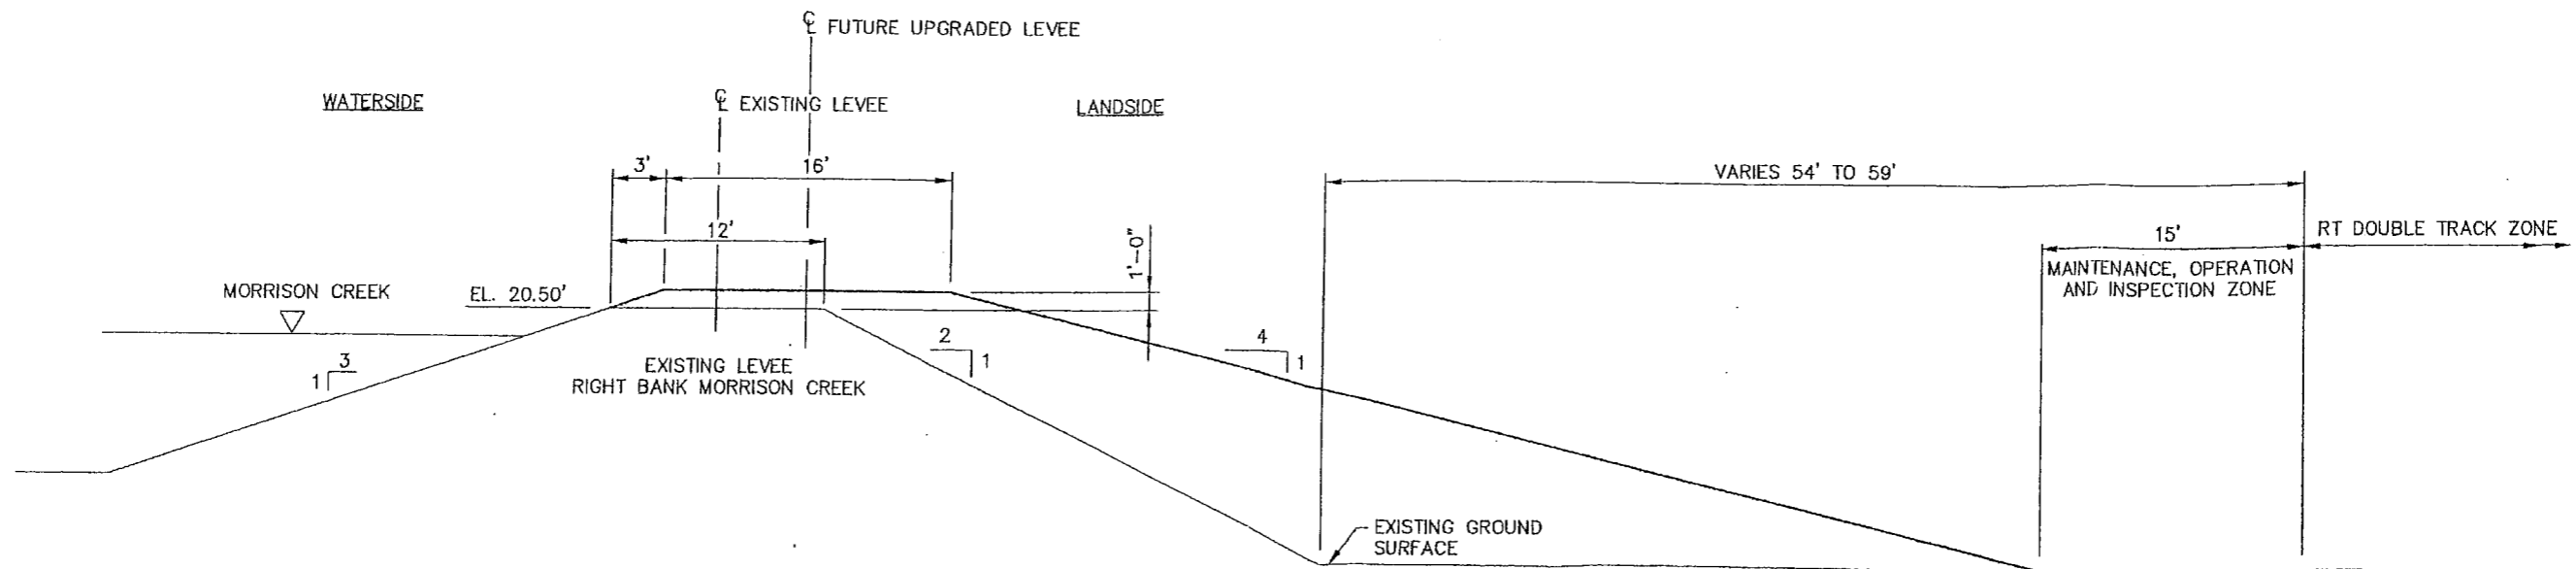 ℄ FUTURE UPGRADED LEVEE
WATERSIDE
℄ EXISTING LEVEE
LANDSIDE
3'
16'
VARIES 54' TO 59'
12'
1'-0"
15'
RT DOUBLE TRACK ZONE
MAINTENANCE, OPERATION
AND INSPECTION ZONE
MORRISON CREEK
EL. 20.50'
EXISTING LEVEE
RIGHT BANK MORRISON CREEK
3
1
2
1
4
1
EXISTING GROUND
SURFACE